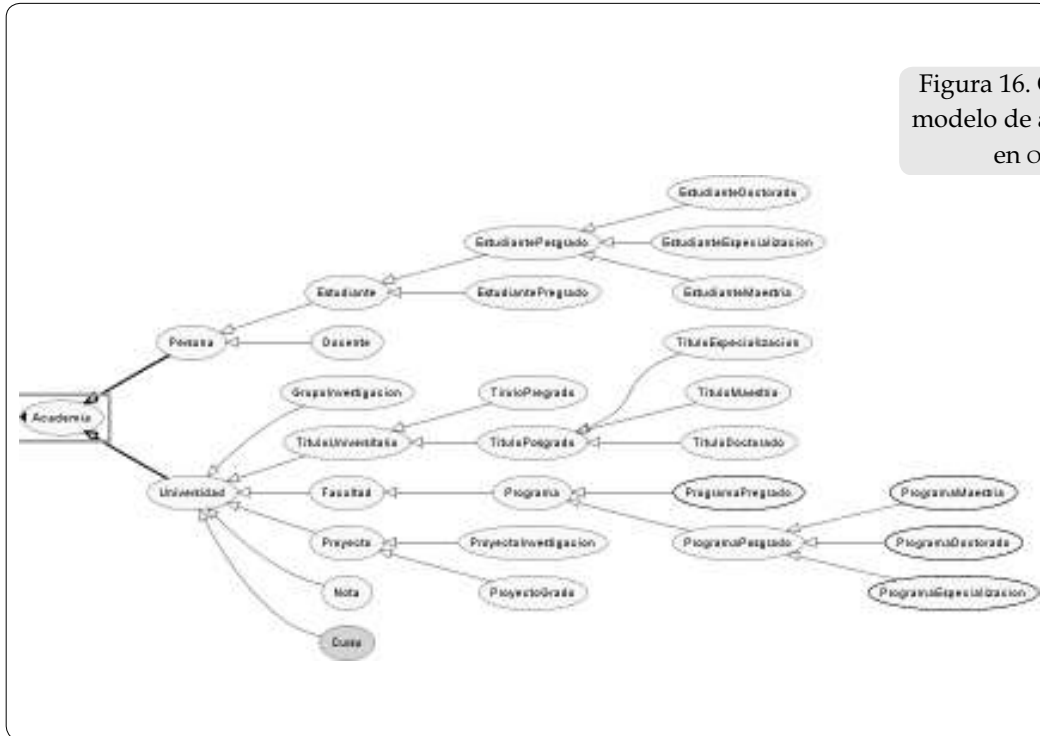 Figura 16.
modelo de
en
EstudianteDoctorado
EstudiantePosgrado
EstudianteEspecializacion
Estudiante
EstudiantePregrado
EstudianteMaestria
Persona
Docente
TituloEspecializacion
GrupoInvestigacion
TituloPregrado
TituloMaestria
Academia
TituloUniversitario
TituloPosgrado
TituloDoctorado
Universidad
Facultad
Programa
ProgramaPregrado
ProgramaMaestria
Proyecto
ProyectoInvestigacion
ProgramaPosgrado
ProgramaDoctorado
Nota
ProyectoGrado
ProgramaEspecializacion
Curso